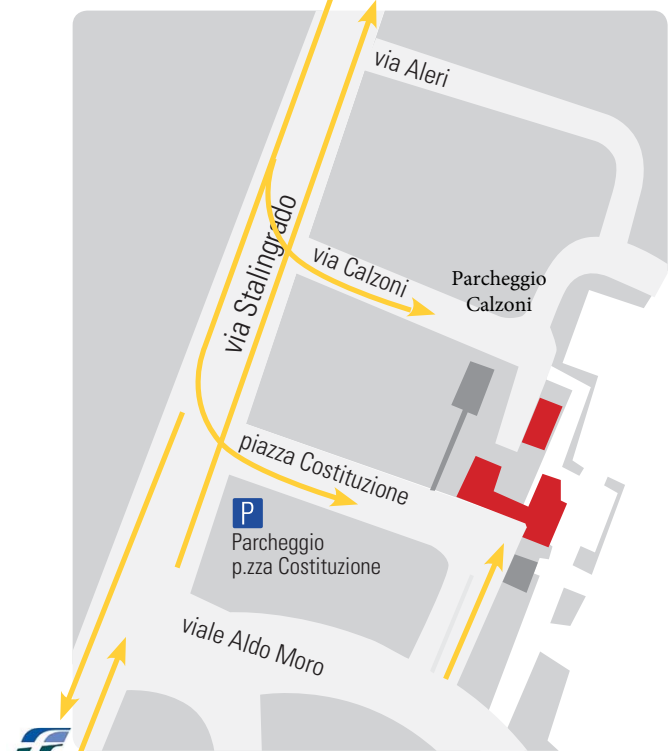 via Aleri
via Stalingrado
via Calzoni
Parcheggio
Calzoni
piazza Costituzione
P
Parcheggio
p.zza Costituzione
viale Aldo Moro